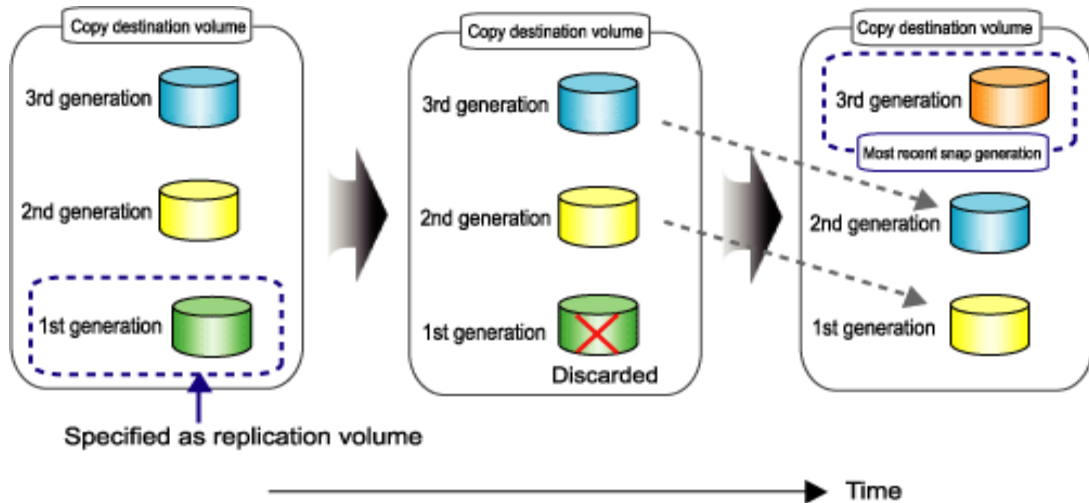 Copy destination volume
3rd generation
2nd generation
1st generation
Specified as replication volume
Copy destination volume
3rd generation
2nd generation
1st generation
Discarded
Copy destination volume
3rd generation
Most recent snap generation
2nd generation
1st generation
Time